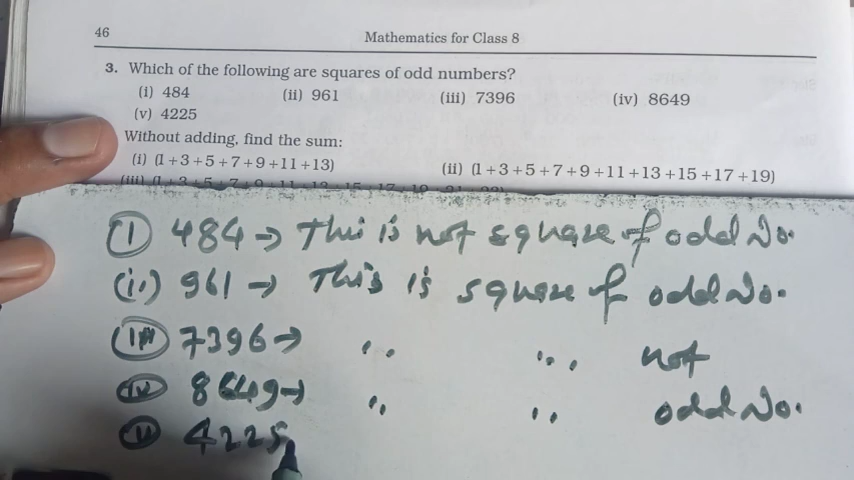 46
Mathematics for Class 8
3. Which of the following are squares of odd numbers?
(i) 484 (ii) 961 (iii) 7396 (iv) 8649
(v) 4225
Without adding, find the sum:
(i) (1+3+5+7+9+11+13) (ii) (1+3+5+7+9+11+13+15+17+19)
(i) 484 → This is not square of odd No.
(ii) 961 → This is square of odd No.
(iii) 7396 → ,, ,, not
(iv) 8649 → ,, ,, odd No.
(v) 4225